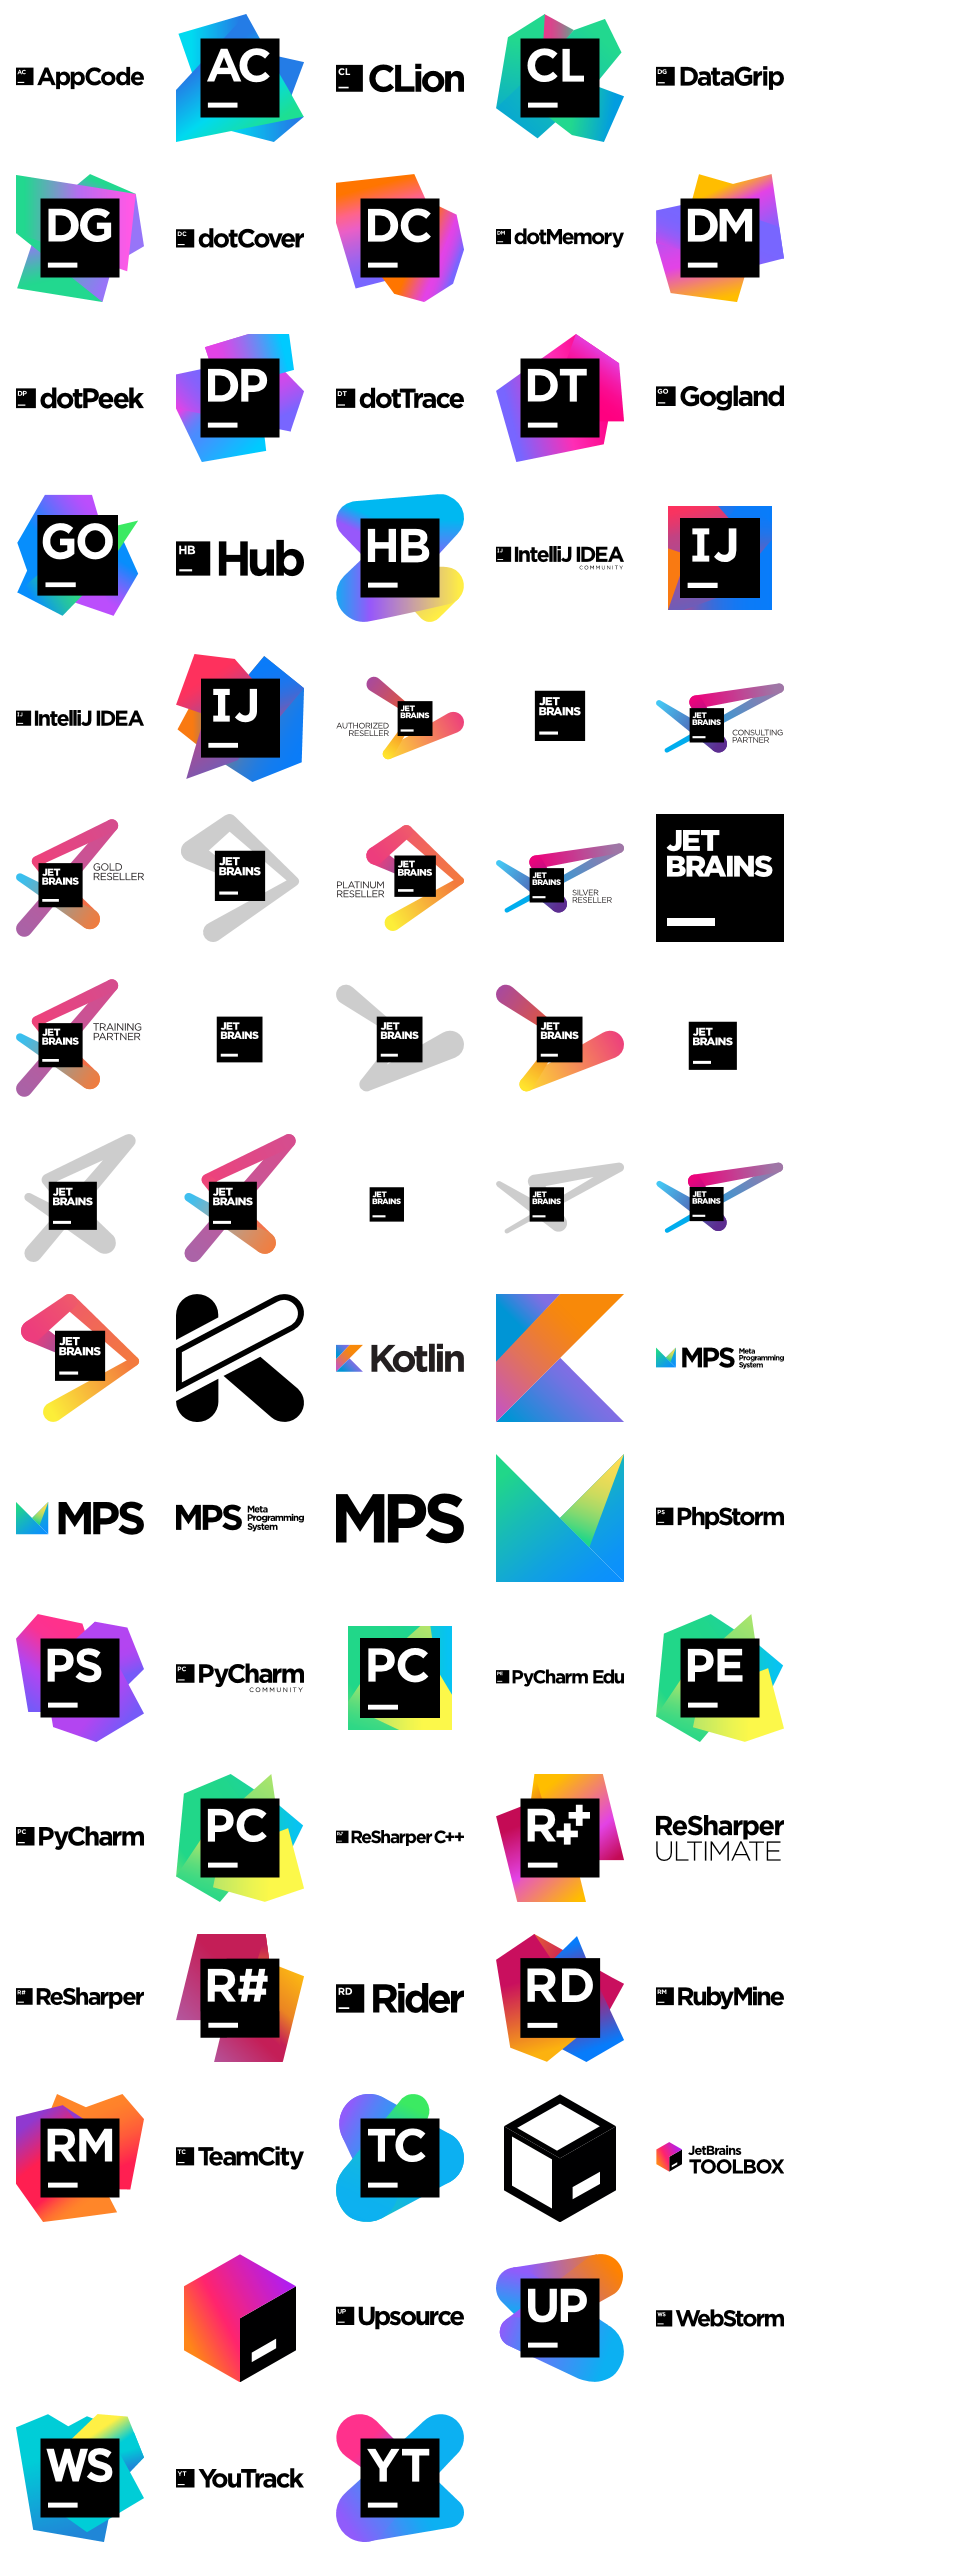 AC AppCode
AC
CL CLion
CL
DG DataGrip
DG
DC dotCover
DC
DM dotMemory
DM
DP dotPeek
DP
DT dotTrace
DT
GO Gogland
GO
HB Hub
HB
IJ IntelliJ IDEA
COMMUNITY
IJ
IJ IntelliJ IDEA
IJ
AUTHORIZED
RESELLER
JET
BRAINS
JET
BRAINS
JET
BRAINS
CONSULTING
PARTNER
JET
BRAINS
GOLD
RESELLER
JET
BRAINS
PLATINUM
RESELLER
JET
BRAINS
JET
BRAINS
SILVER
RESELLER
JET
BRAINS
JET
BRAINS
TRAINING
PARTNER
JET
BRAINS
JET
BRAINS
JET
BRAINS
JET
BRAINS
JET
BRAINS
JET
BRAINS
JET
BRAINS
JET
BRAINS
JET
BRAINS
JET
BRAINS
Kotlin
MPS Meta
Programming
System
MPS
MPS Meta
Programming
System
MPS
PS PhpStorm
PS
PC PyCharm
COMMUNITY
PC
PE PyCharm Edu
PE
PC PyCharm
PC
R++ ReSharper C++
R++
ReSharper
ULTIMATE
R# ReSharper
R#
RD Rider
RD
RM RubyMine
RM
TC TeamCity
TC
JetBrains
TOOLBOX
UP Upsource
UP
WS WebStorm
WS
YT YouTrack
YT